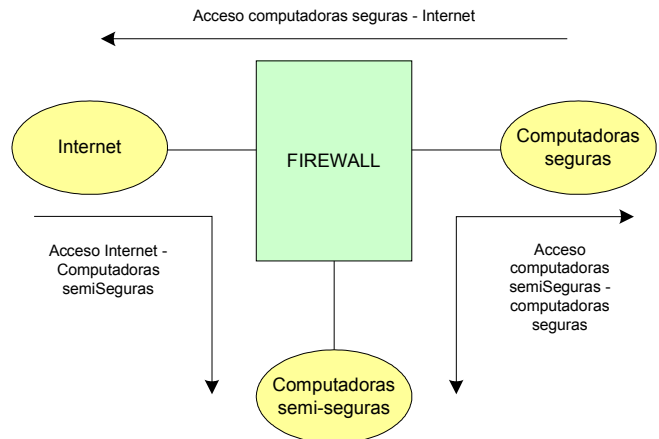 Acceso computadoras seguras - Internet
Internet
FIREWALL
Computadoras
seguras
Acceso Internet -
Computadoras
semiSeguras
Acceso
computadoras
semiSeguras -
computadoras
seguras
Computadoras
semi-seguras